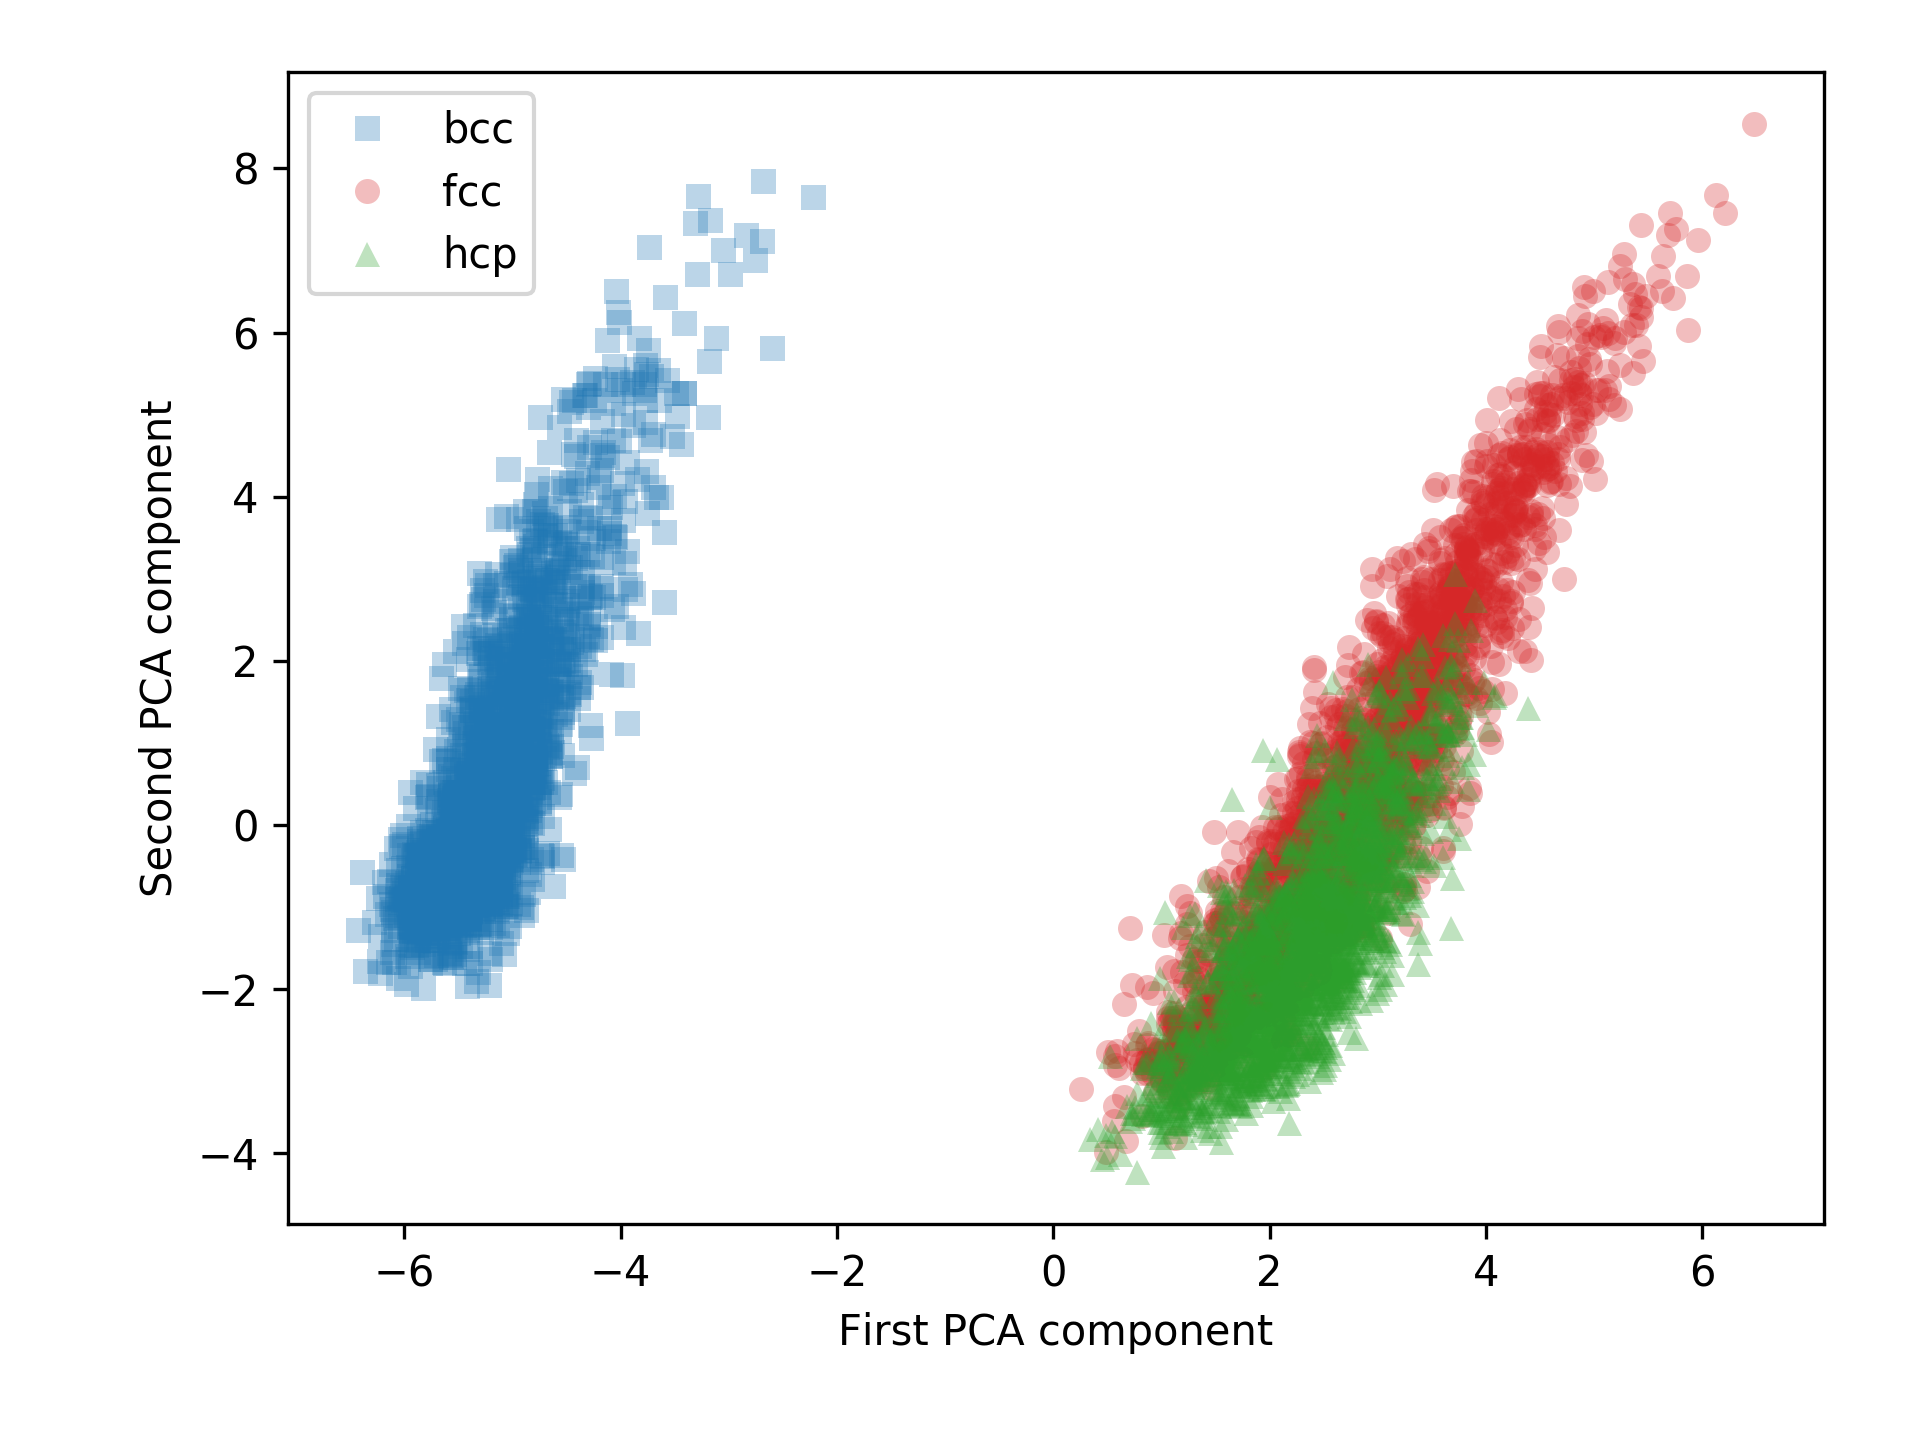 bcc
fcc
hcp
8
6
4
2
0
−2
−4
Second PCA component
−6 −4 −2 0 2 4 6
First PCA component